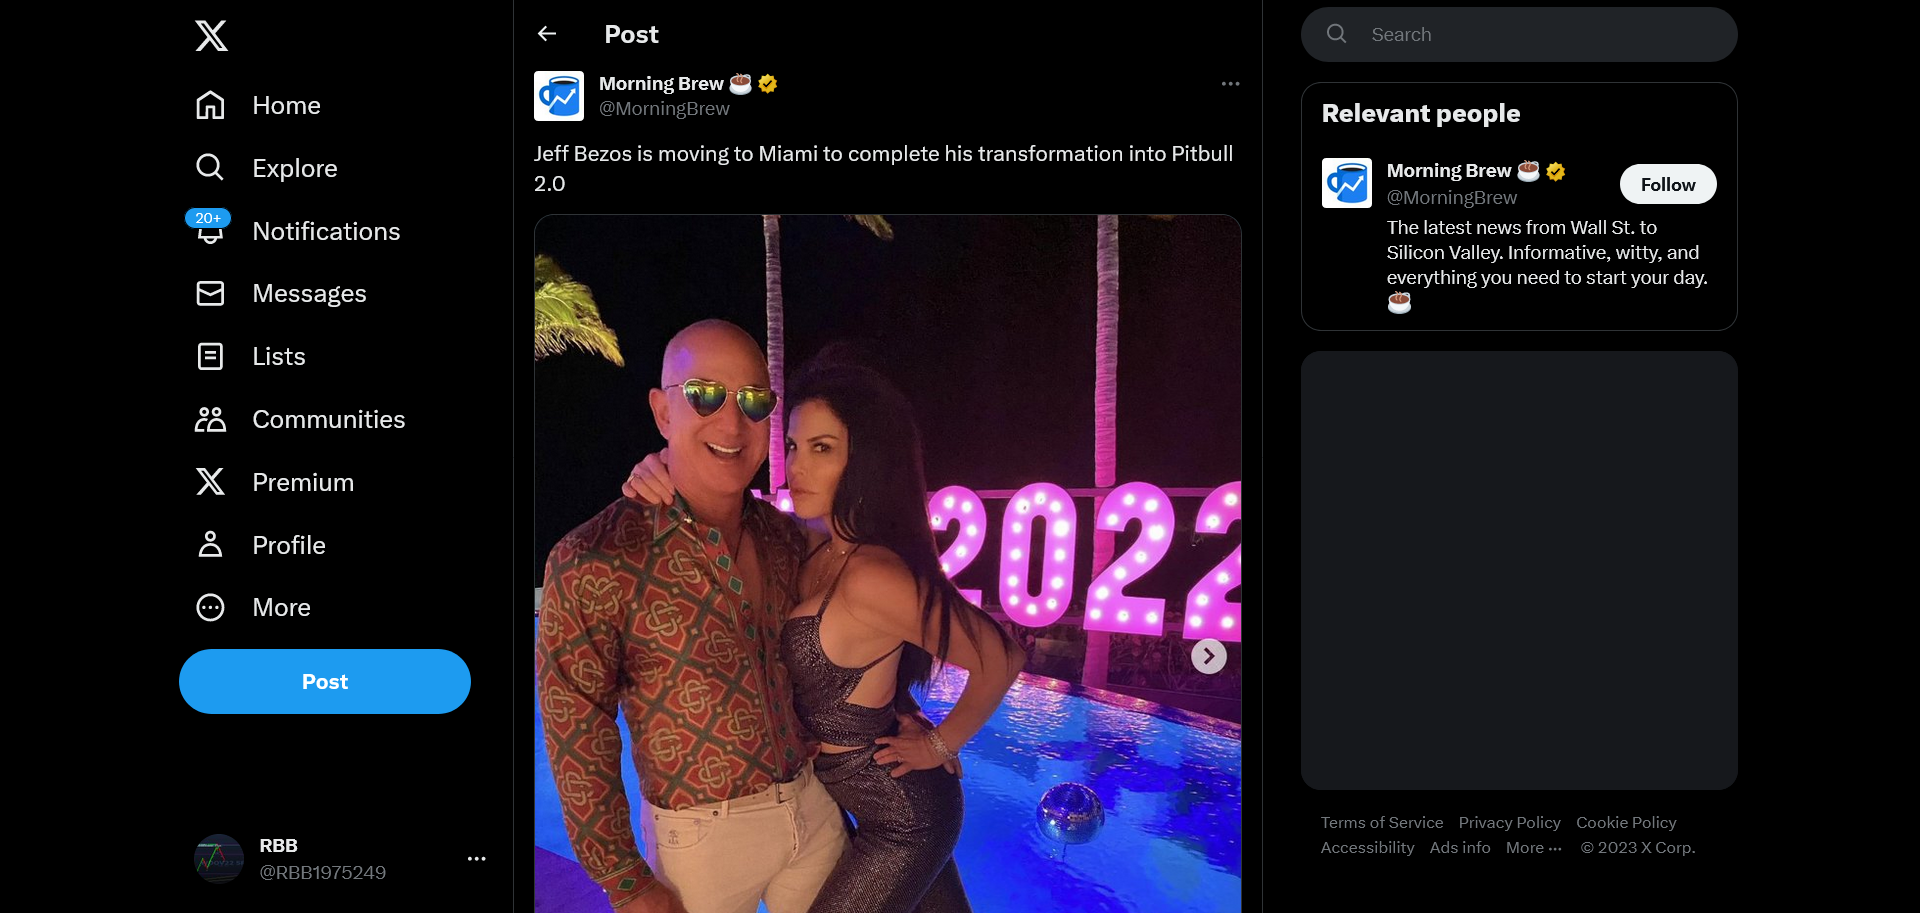 Home
Explore
20+
Notifications
Messages
Lists
Communities
Premium
Profile
More
Post
RBB
@RBB1975249
Post
Morning Brew ☕
@MorningBrew
Jeff Bezos is moving to Miami to complete his transformation into Pitbull
2.0
2022
Search
Relevant people
Morning Brew ☕
@MorningBrew
Follow
The latest news from Wall St. to
Silicon Valley. Informative, witty, and
everything you need to start your day.
☕
Terms of Service Privacy Policy Cookie Policy
Accessibility Ads info More ··· © 2023 X Corp.